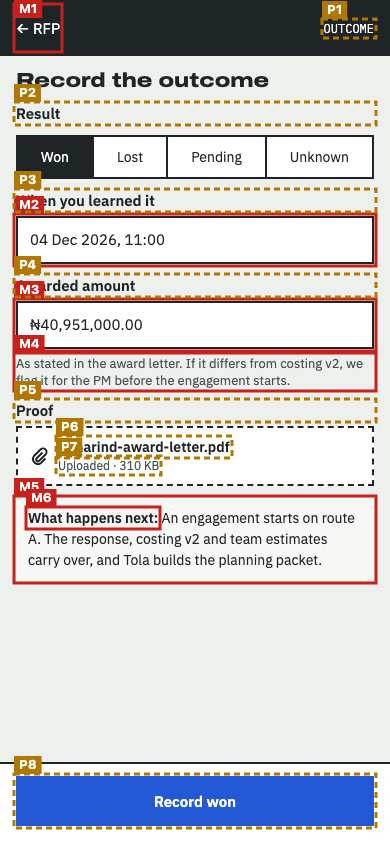 M1
← RFP
P1
OUTCOME
Record the outcome
P2
Result
Won Lost Pending Unknown
P3
en you learned it
M2
04 Dec 2026, 11:00
P4
arded amount
M3
₦40,951,000.00
M4
As stated in the award letter. If it differs from costing v2, we
flag it for the PM before the engagement starts.
P5
Proof
P6
arind-award-letter.pdf
P7
Uploaded · 310 KB
M5
M6
What happens next: An engagement starts on route
A. The response, costing v2 and team estimates
carry over, and Tola builds the planning packet.
P8
Record won